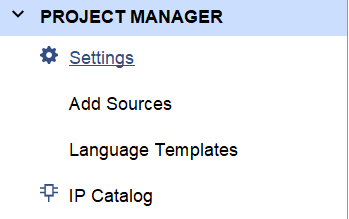 PROJECT MANAGER
Settings
Add Sources
Language Templates
IP Catalog